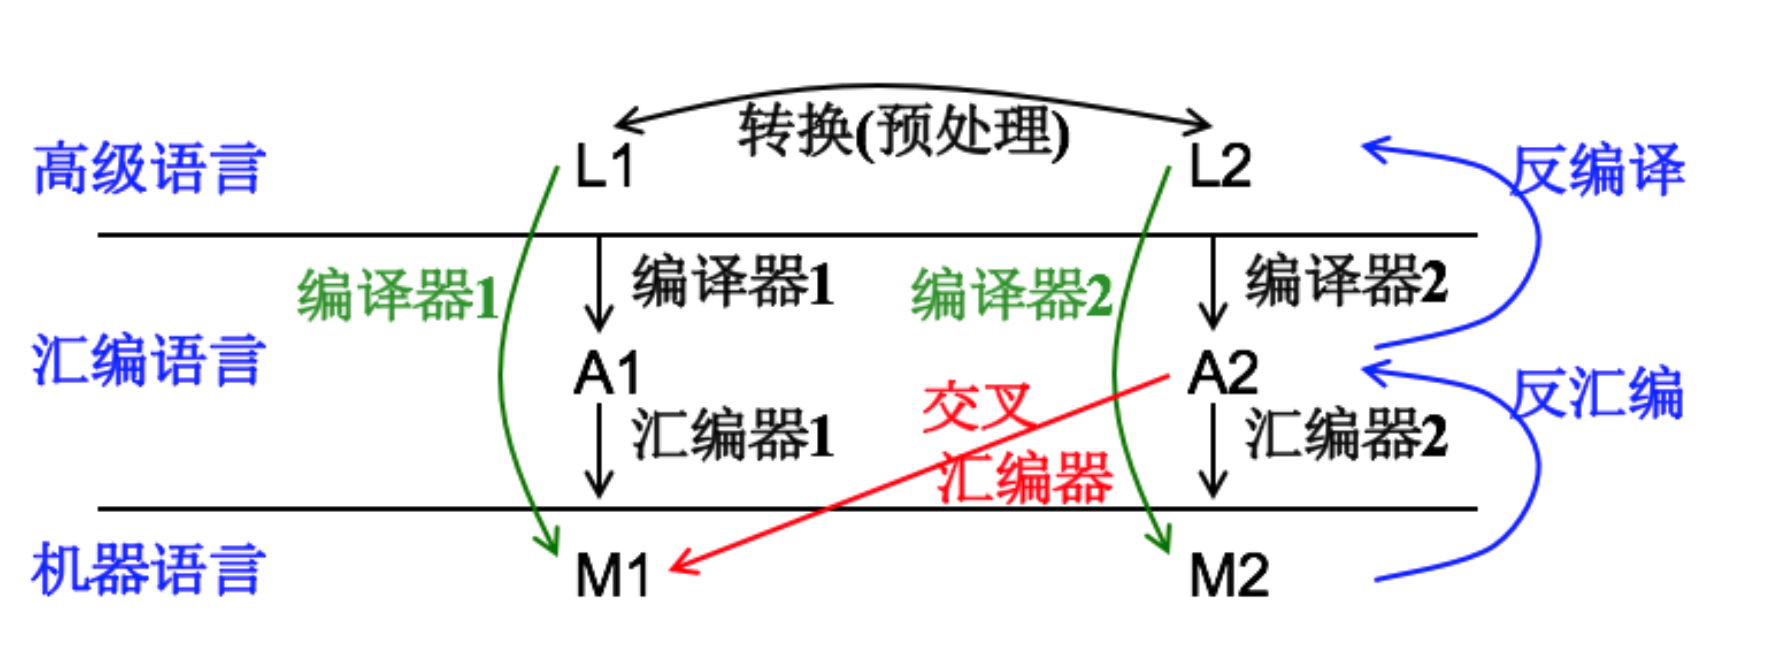 转换(预处理)
高级语言
L1
L2
反编译
编译器1
编译器1
编译器2
编译器2
汇编语言
A1
A2
交叉
汇编器
反汇编
汇编器1
汇编器2
机器语言
M1
M2